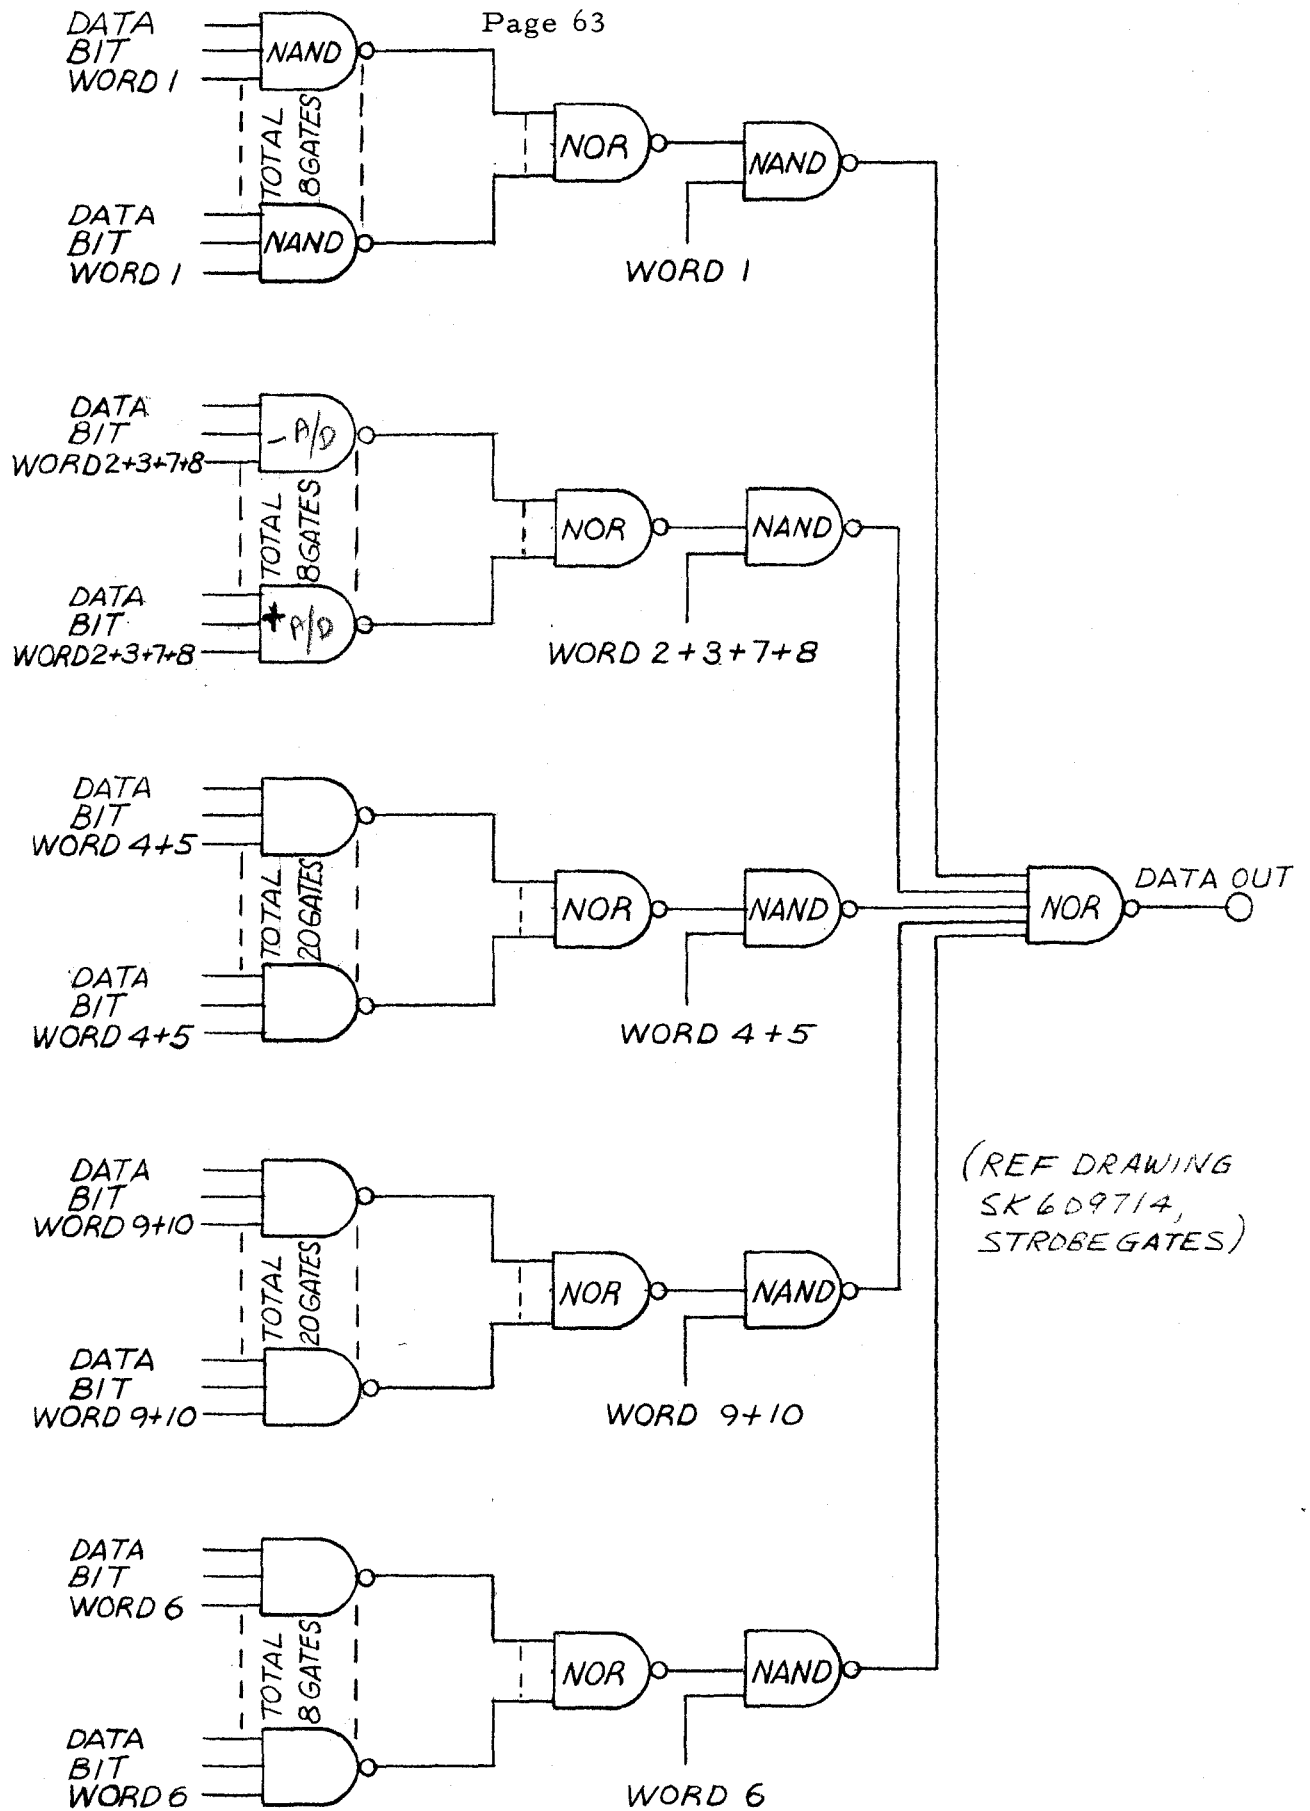 Page 63
DATA
BIT
WORD 1
NAND
TOTAL
8 GATES
DATA
BIT
WORD 1
NAND
NOR
NAND
WORD 1
DATA
BIT
WORD 2+3+7+8
- A/D
TOTAL
8 GATES
DATA
BIT
WORD 2+3+7+8
+ A/D
NOR
NAND
WORD 2+3+7+8
DATA
BIT
WORD 4+5
TOTAL
20 GATES
DATA
BIT
WORD 4+5
NOR
NAND
WORD 4+5
NOR
DATA OUT
DATA
BIT
WORD 9+10
TOTAL
20 GATES
DATA
BIT
WORD 9+10
NOR
NAND
WORD 9+10
(REF DRAWING
SK6D9714,
STROBE GATES)
DATA
BIT
WORD 6
TOTAL
8 GATES
DATA
BIT
WORD 6
NOR
NAND
WORD 6